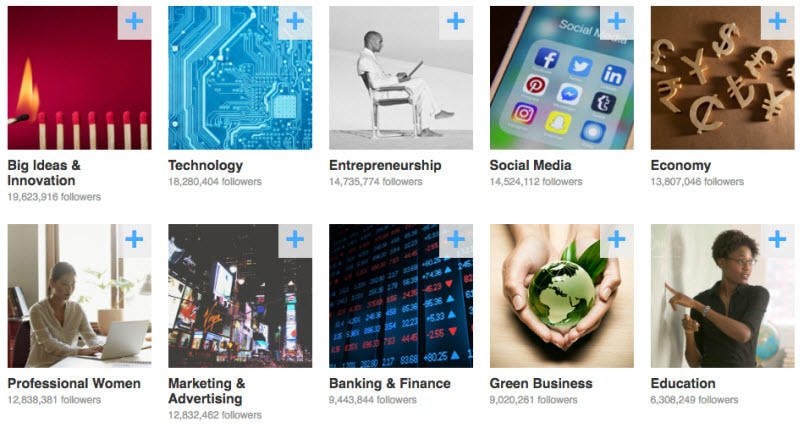 Social Media
Big Ideas &
Innovation
19,623,916 followers
Technology
18,280,404 followers
Entrepreneurship
14,735,774 followers
Social Media
14,524,112 followers
Economy
13,807,046 followers
Professional Women
12,838,381 followers
Marketing &
Advertising
12,832,462 followers
Banking & Finance
9,443,844 followers
Green Business
9,020,261 followers
Education
6,308,249 followers